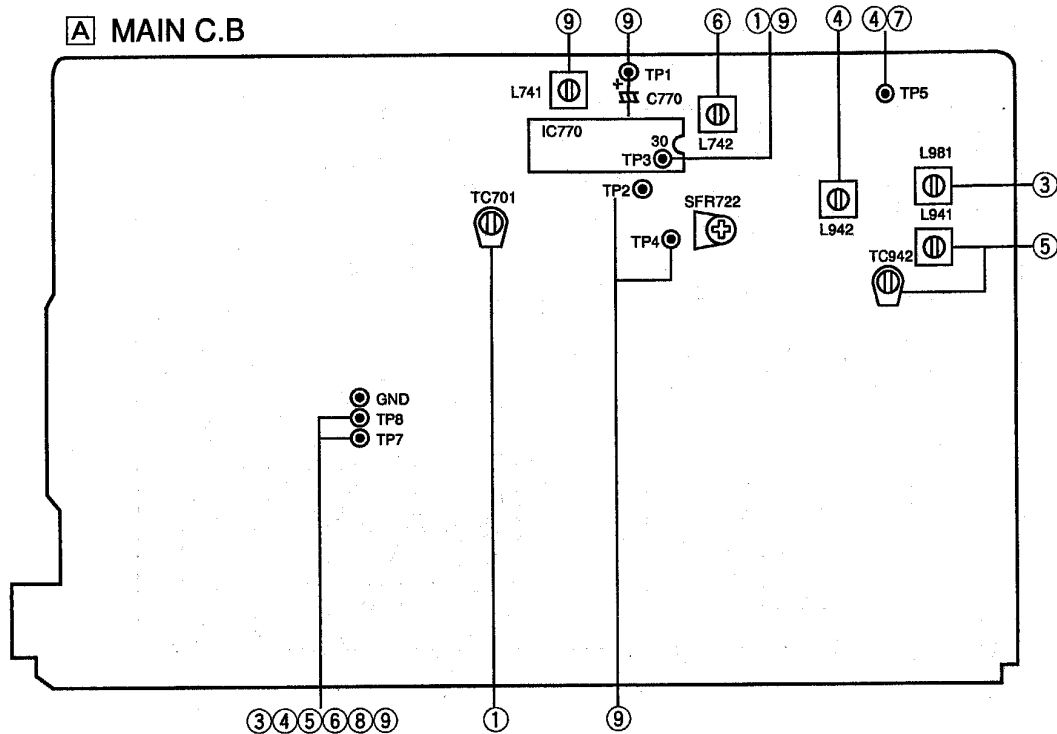 A MAIN C.B
⑨ ⑨ ⑥ ①⑨ ④ ④⑦
L741
TP1
C770
+
L742
TP5
IC770
30
TP3
L981
③
TP2
TC701
SFR722
L942
L941
⑤
TP4
TC942
GND
TP8
TP7
③④⑤⑥⑧⑨ ① ⑨